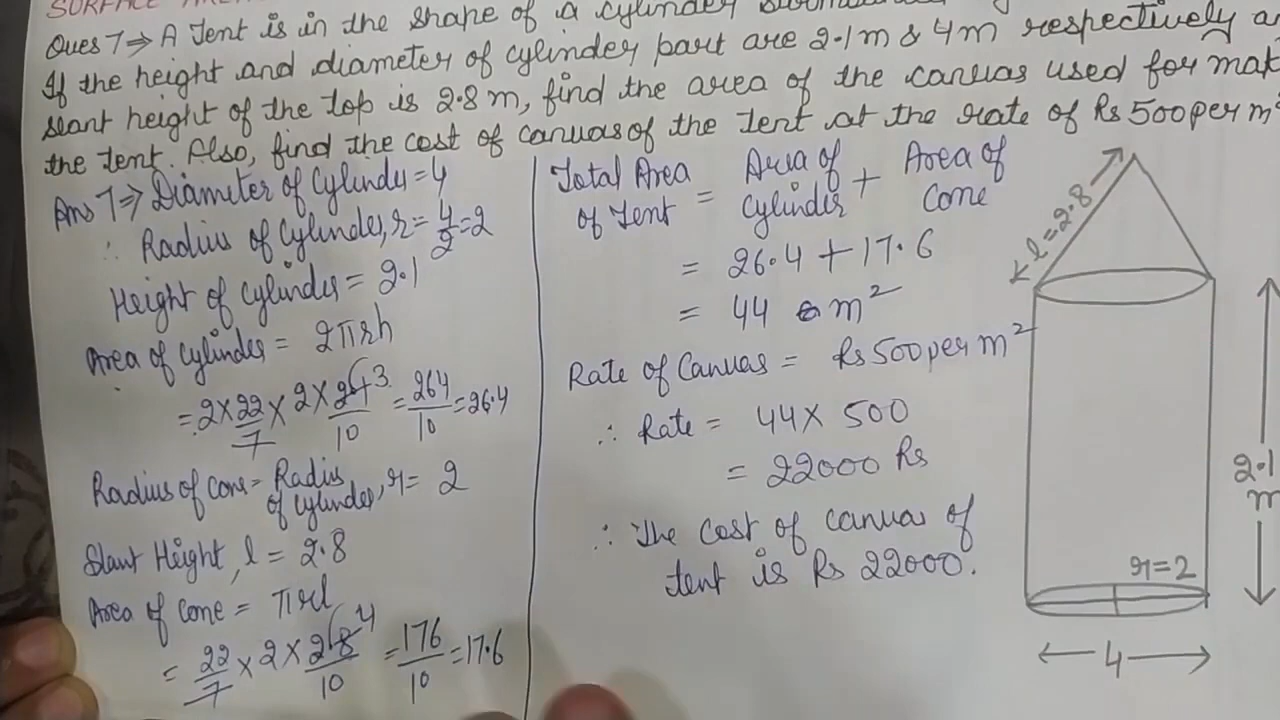 SURFACE
Ques 7⇒ A Tent is in the shape of a cylinder
If the height and diameter of cylinder part are 2.1m & 4m respectively
slant height of the top is 2.8 m, find the area of the canvas used for mak
the tent. Also, find the cost of canvas of the tent at the rate of Rs 500 per m²
Ans 7⇒ Diameter of Cylinder = 4
∴ Radius of Cylinder, r = 4/2 = 2
Height of cylinder = 2.1
Area of cylinder = 2πrh
= 2 × 22/7 × 2 × 21 3/10 = 264/10 = 26.4
Radius of cone = Radius of cylinder, r = 2
Slant Height, l = 2.8
Area of cone = πrl
= 22/7 × 2 × 28 4/10 = 176/10 = 17.6
Total Area of Tent = Area of Cylinder + Area of Cone
= 26.4 + 17.6
= 44 m²
Rate of Canvas = Rs 500 per m²
∴ Rate = 44 × 500
= 22000 Rs
∴ The cost of canvas of
tent is Rs 22000.
l = 2.8
2.1
m
r = 2
4